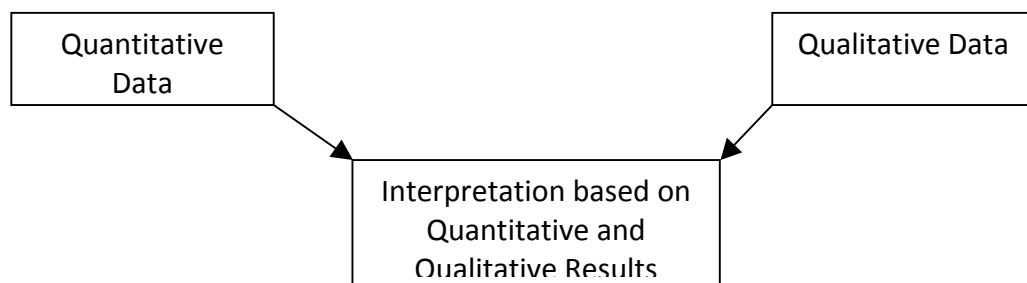 Quantitative
Data
Qualitative Data
Interpretation based on
Quantitative and
Qualitative Results